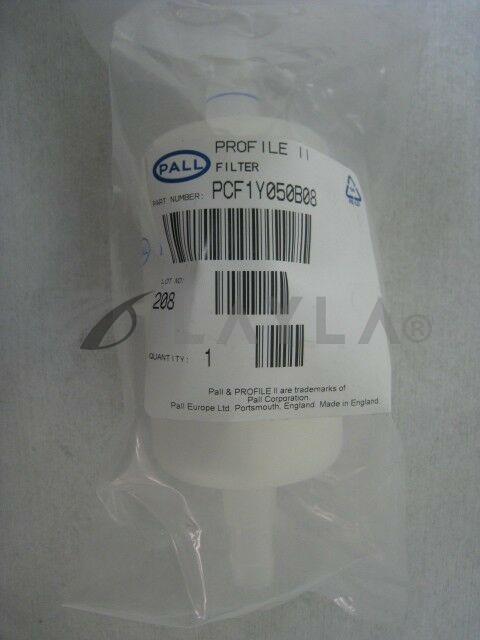 PALL
PROFILE II
FILTER
PART NUMBER: PCF1Y050B08
LOT NO:
208
LAYLA®
QUANTITY: 1
Pall & PROFILE II are trademarks of
Pall Corporation.
Pall Europe Ltd. Portsmouth, England. Made in England.